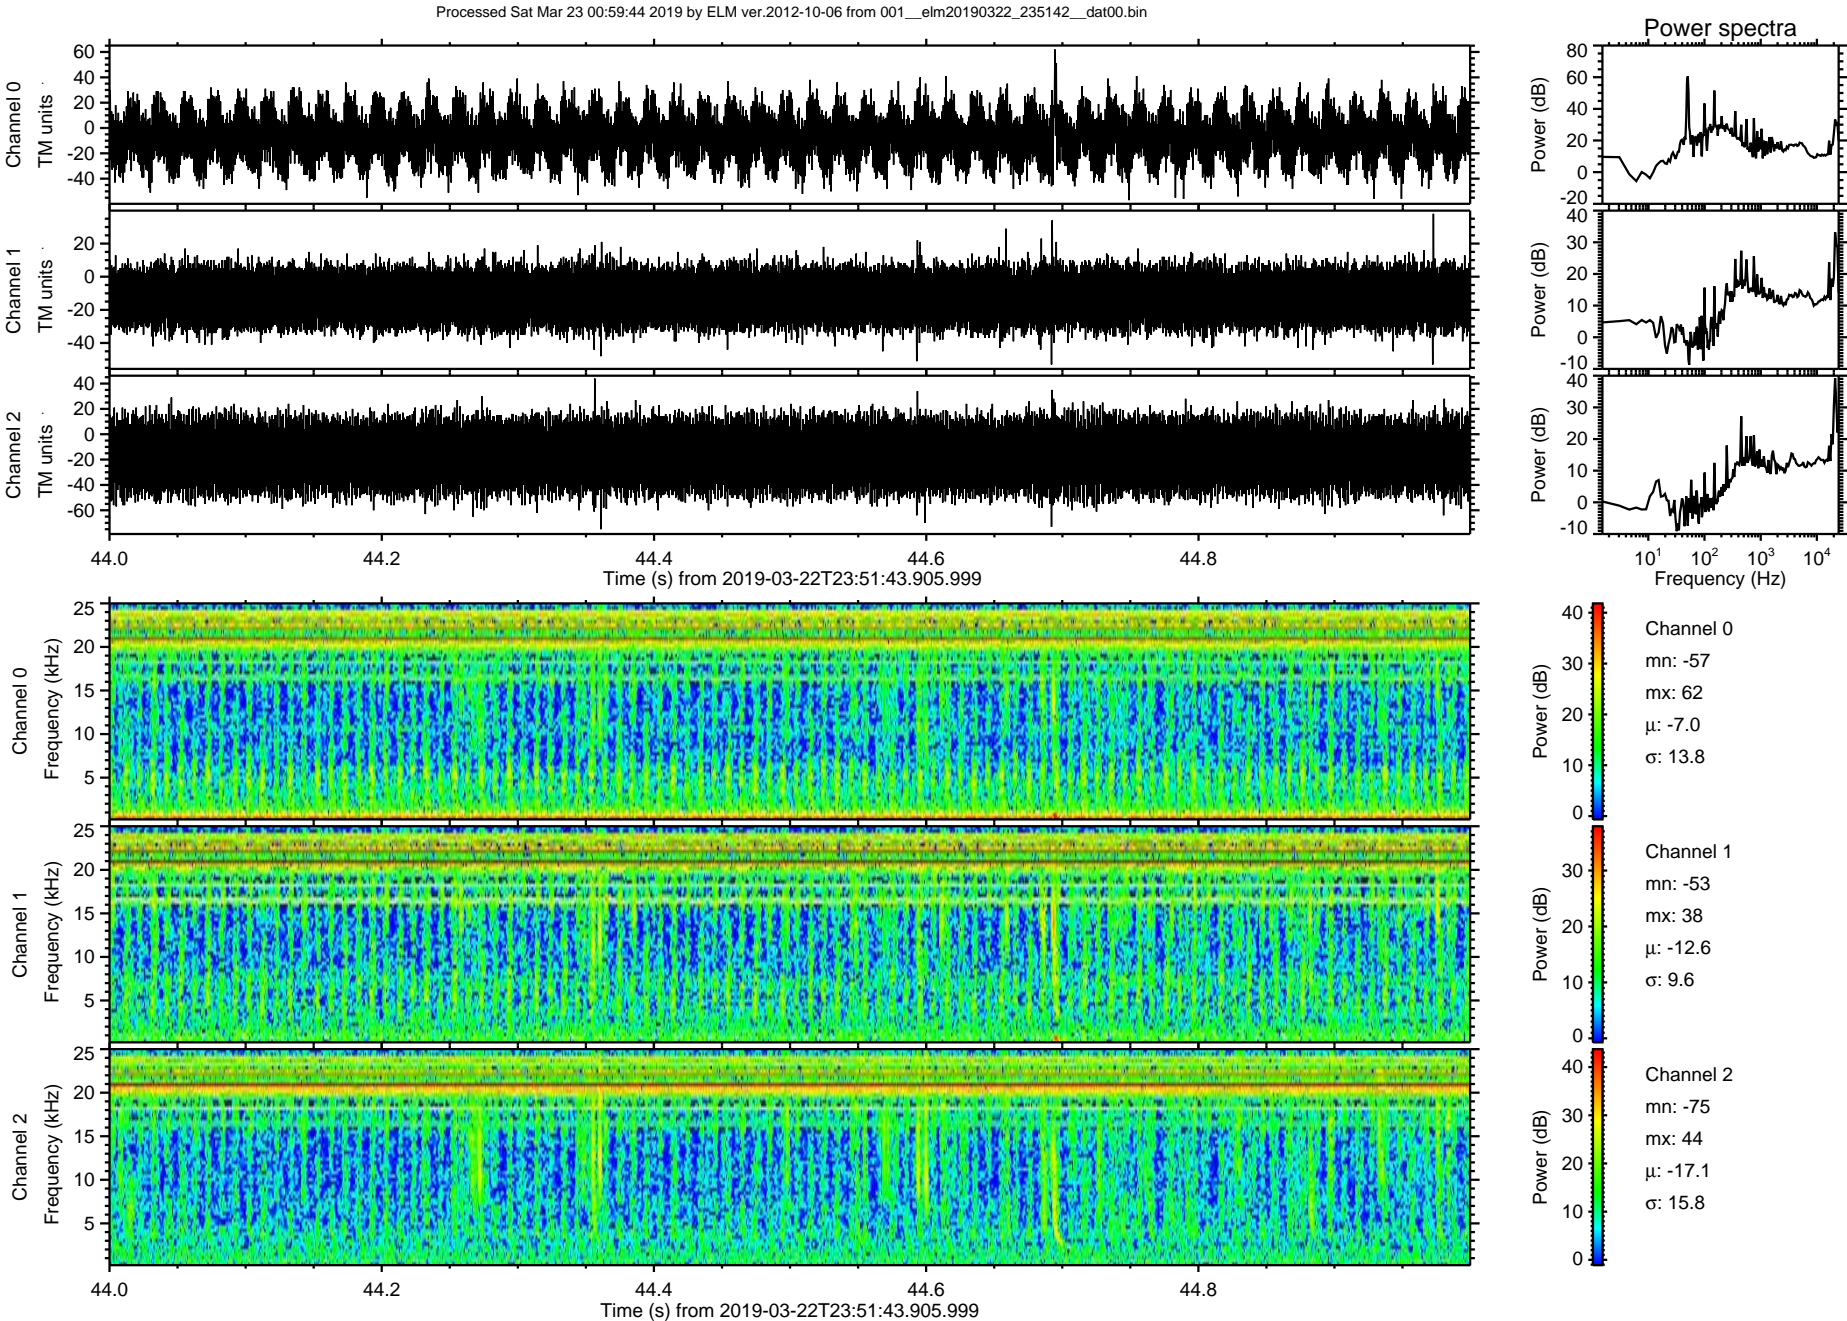 Processed Sat Mar 23 00:59:44 2019 by ELM ver.2012-10-06 from 001__elm20190322_235142__dat00.bin
Power spectra
Channel 0
TM units
60
40
20
0
-20
-40
Power (dB)
80
60
40
20
0
-20
Channel 1
TM units
20
0
-20
-40
Power (dB)
40
30
20
10
0
-10
Channel 2
TM units
40
20
0
-20
-40
-60
Power (dB)
40
30
20
10
0
-10
44.0 44.2 44.4 44.6 44.8
Time (s) from 2019-03-22T23:51:43.905.999
10¹ 10² 10³ 10⁴
Frequency (Hz)
Channel 0
Frequency (kHz)
25
20
15
10
5
Power (dB)
40
30
20
10
0
Channel 0
mn: -57
mx: 62
μ: -7.0
σ: 13.8
Channel 1
Frequency (kHz)
25
20
15
10
5
Power (dB)
30
20
10
0
Channel 1
mn: -53
mx: 38
μ: -12.6
σ: 9.6
Channel 2
Frequency (kHz)
25
20
15
10
5
Power (dB)
40
30
20
10
0
Channel 2
mn: -75
mx: 44
μ: -17.1
σ: 15.8
44.0 44.2 44.4 44.6 44.8
Time (s) from 2019-03-22T23:51:43.905.999